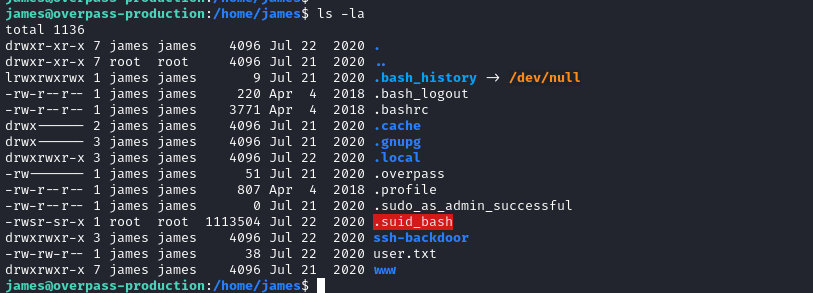 james@overpass-production:/home/james$ ls -la
total 1136
drwxr-xr-x 7 james james    4096 Jul 22  2020 .
drwxr-xr-x 7 root  root     4096 Jul 21  2020 ..
lrwxrwxrwx 1 james james       9 Jul 21  2020 .bash_history → /dev/null
-rw-r--r-- 1 james james     220 Apr  4  2018 .bash_logout
-rw-r--r-- 1 james james    3771 Apr  4  2018 .bashrc
drwx------ 2 james james    4096 Jul 21  2020 .cache
drwx------ 3 james james    4096 Jul 21  2020 .gnupg
drwxrwxr-x 3 james james    4096 Jul 22  2020 .local
-rw------- 1 james james      51 Jul 21  2020 .overpass
-rw-r--r-- 1 james james     807 Apr  4  2018 .profile
-rw-r--r-- 1 james james       0 Jul 21  2020 .sudo_as_admin_successful
-rwsr-sr-x 1 root  root  1113504 Jul 22  2020 .suid_bash
drwxrwxr-x 3 james james    4096 Jul 22  2020 ssh-backdoor
-rw-rw-r-- 1 james james      38 Jul 22  2020 user.txt
drwxrwxr-x 7 james james    4096 Jul 21  2020 www
james@overpass-production:/home/james$